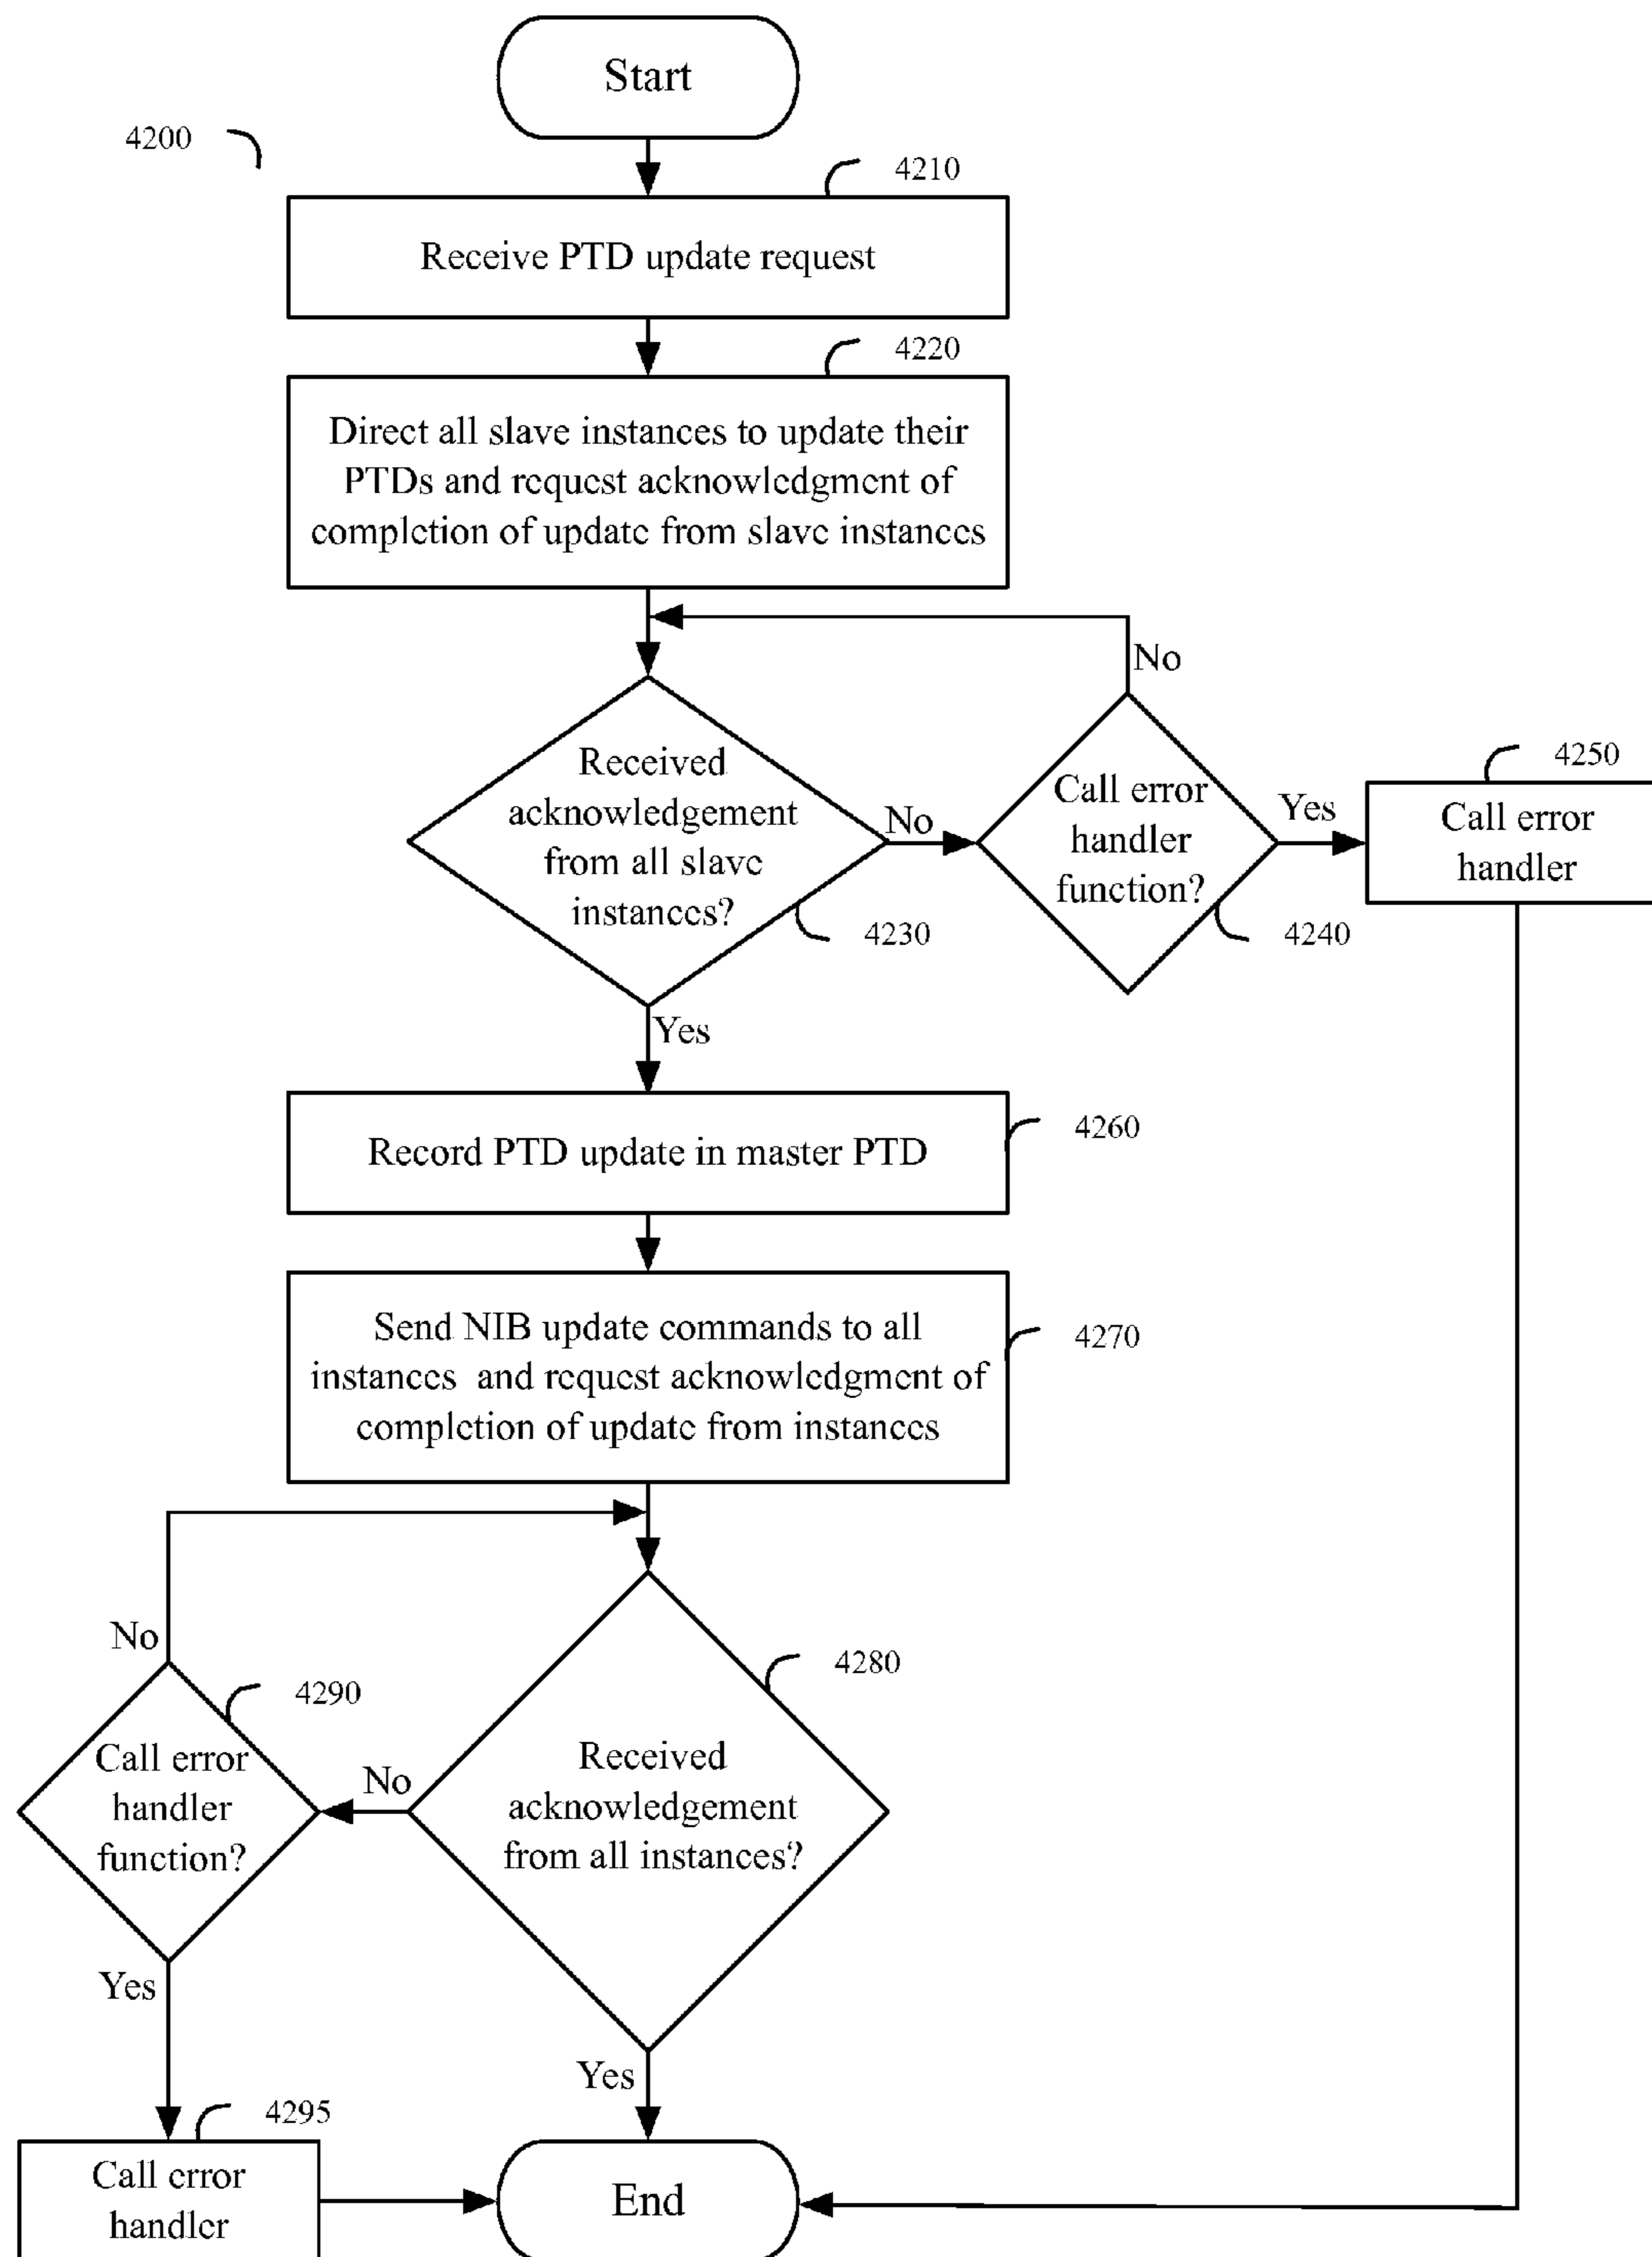 Start
4200
4210
Receive PTD update request
4220
Direct all slave instances to update their
PTDs and request acknowledgment of
completion of update from slave instances
No
Received
acknowledgement
from all slave
instances?
No
4230
Call error
handler
function?
4240
Yes
4250
Call error
handler
Yes
Record PTD update in master PTD
4260
Send NIB update commands to all
instances and request acknowledgment of
completion of update from instances
4270
No
4290
Call error
handler
function?
No
4280
Received
acknowledgement
from all instances?
Yes
Yes
4295
Call error
handler
End